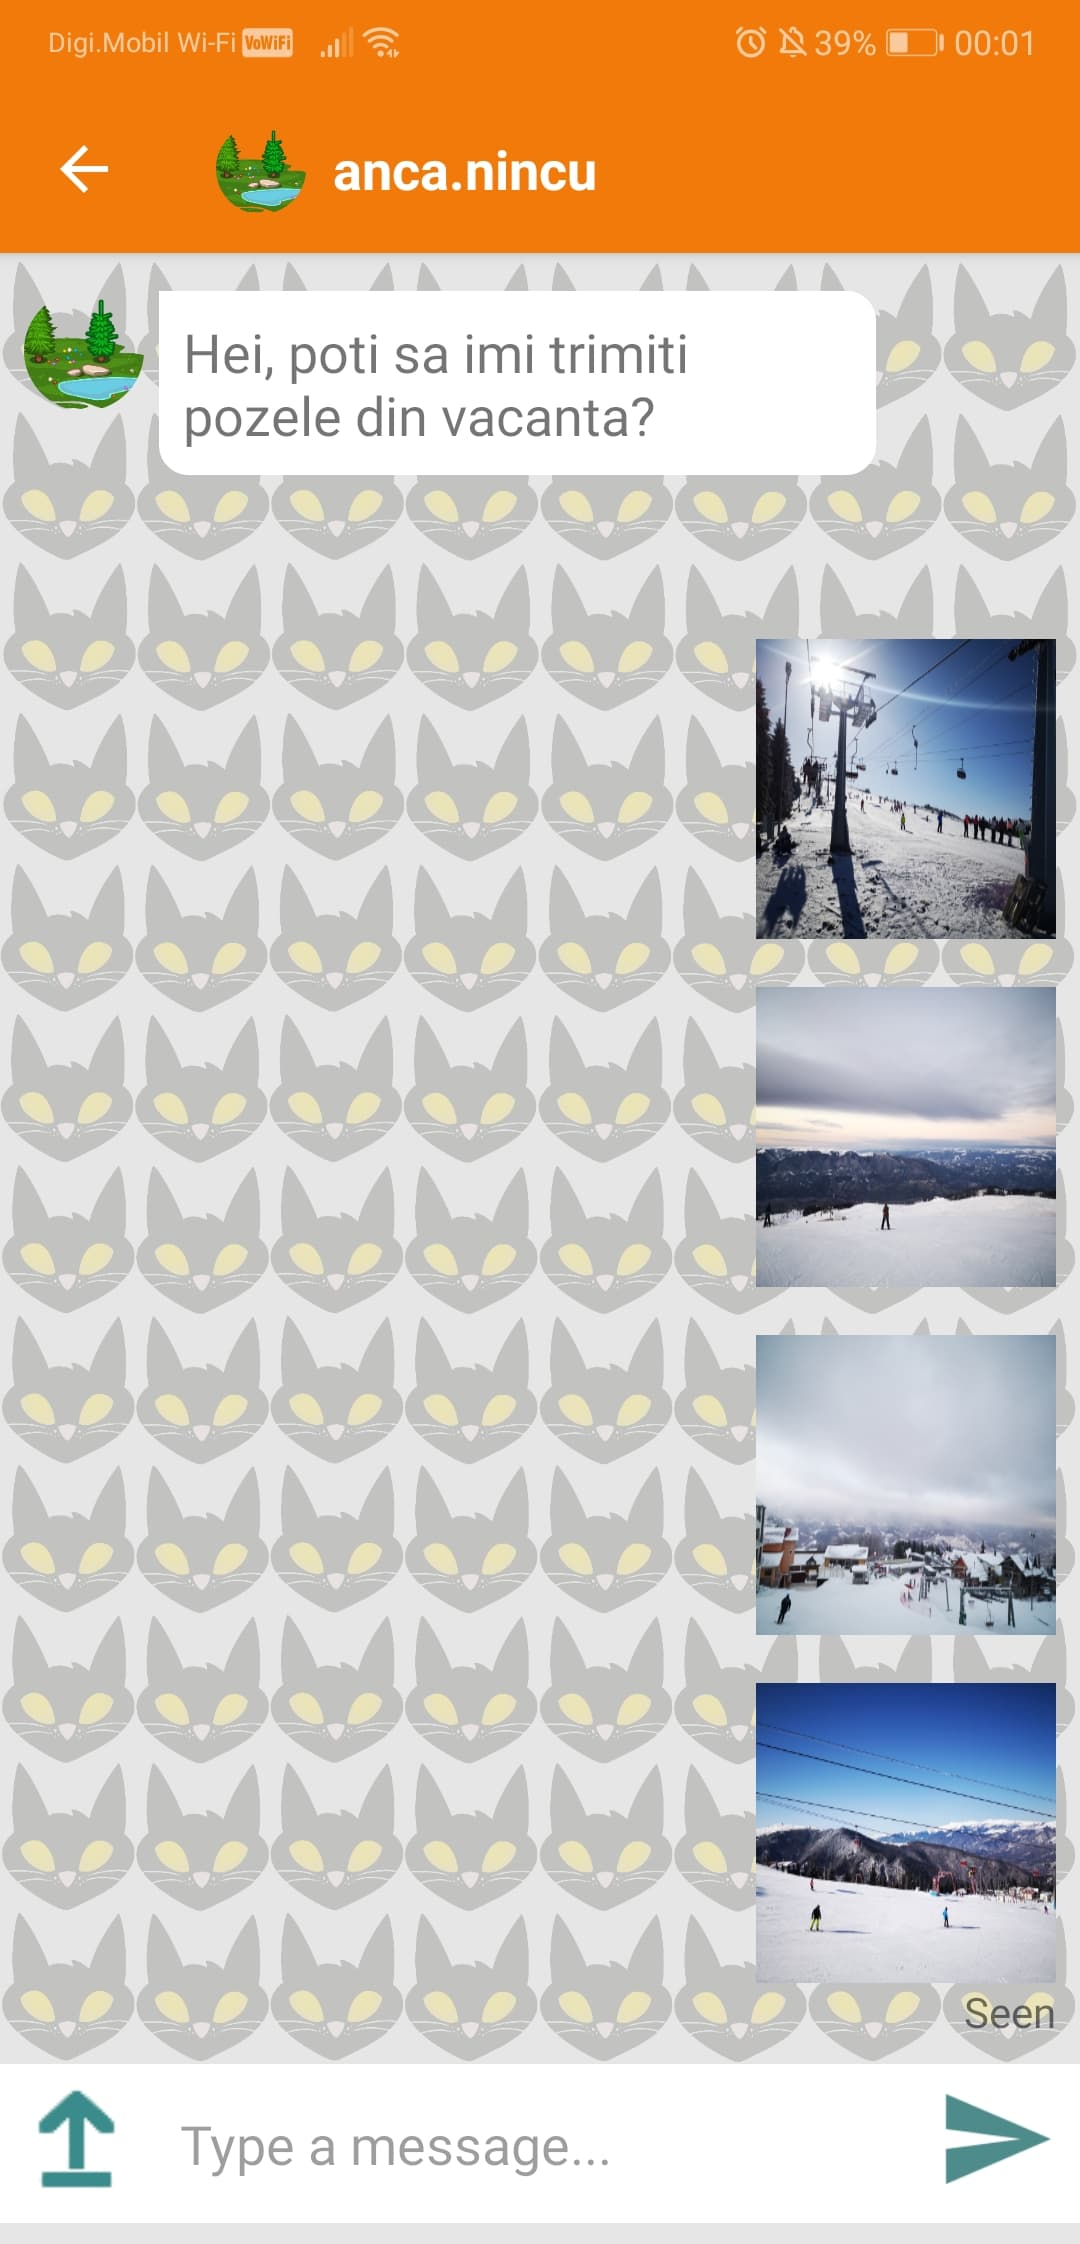 Digi.Mobil Wi-Fi VoWiFi 39% 00:01
anca.nincu
Hei, poti sa imi trimiti
pozele din vacanta?
Seen
Type a message...